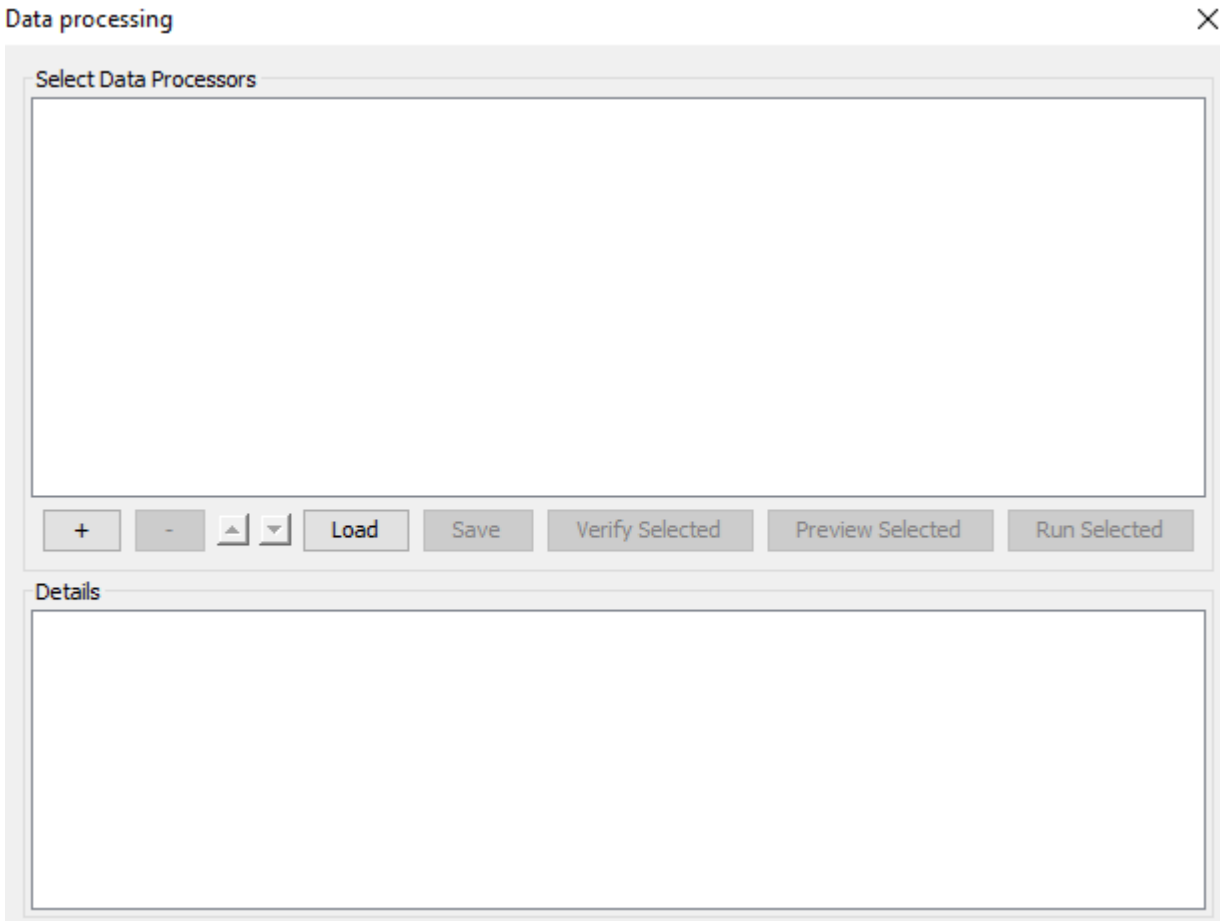 Data processing
Select Data Processors
+ - Load Save Verify Selected Preview Selected Run Selected
Details